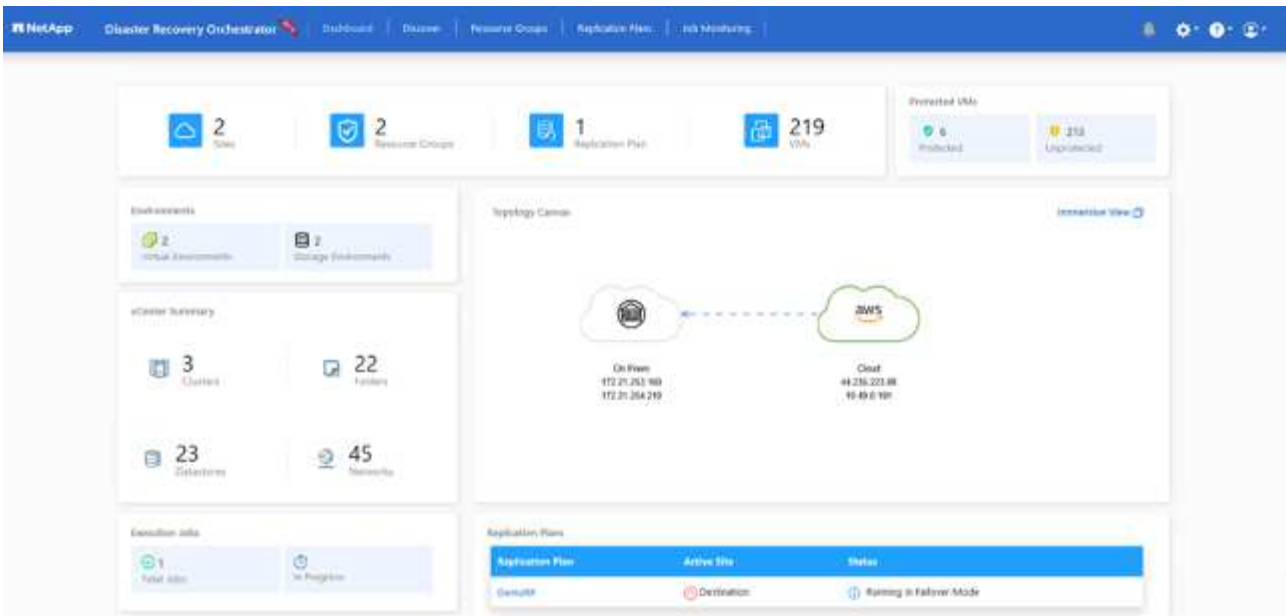 NetApp Disaster Recovery Orchestrator Dashboard Discover Resource Groups Replication Plans Job Monitoring
2 Sites
2 Resource Groups
1 Replication Plan
219 VMs
Protected VMs
6 Protected
213 Unprotected
Environments
2 Virtual Environments
2 Storage Environments
Topology Canvas
Immersive View
vCenter Summary
3 Clusters
22 Folders
23 Datastores
45 Networks
aws
On Prem
Cloud
Execution Jobs
1 Total Jobs
In Progress
Replication Plans
Replication Plan Active Site Status
DemoRP Destination Running in Failover Mode